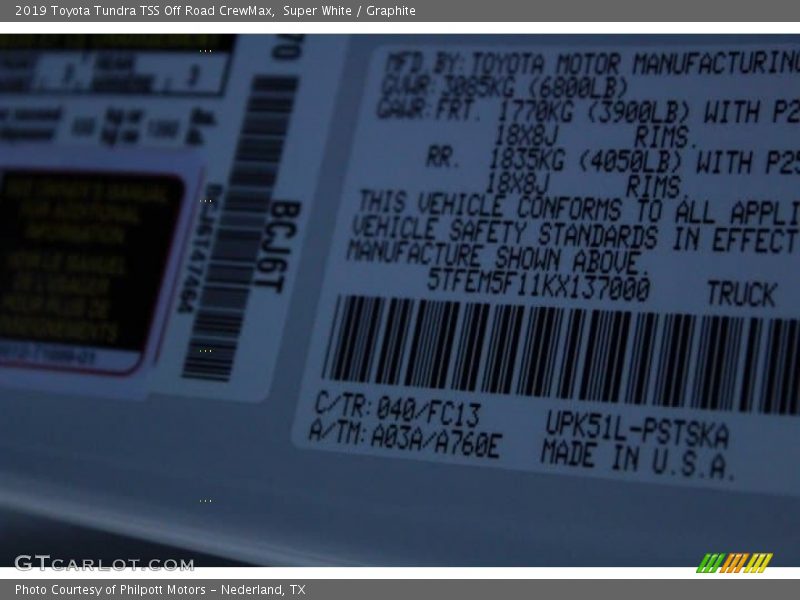 2019 Toyota Tundra TSS Off Road CrewMax, Super White / Graphite
MFD. BY: TOYOTA MOTOR MANUFACTURING
GVWR: 3085KG (6800LB)
GAWR: FRT. 1770KG (3900LB) WITH P2
18X8J RIMS.
RR. 1835KG (4050LB) WITH P25
18X8J RIMS.
THIS VEHICLE CONFORMS TO ALL APPLI
VEHICLE SAFETY STANDARDS IN EFFECT
MANUFACTURE SHOWN ABOVE.
5TFEM5F11KX137000 TRUCK
C/TR: 040/FC13 UPK51L-PSTSKA
A/TM: A03A/A760E MADE IN U.S.A.
BCJ6T
BCJ6T47464
70
GTCARLOT.COM
Photo Courtesy of Philpott Motors - Nederland, TX